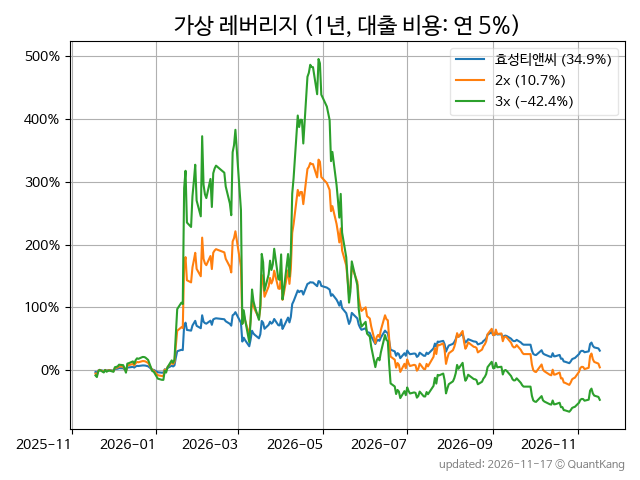 가상 레버리지 (1년, 대출 비용: 연 5%)
500%
400%
300%
200%
100%
0%
효성티앤씨 (34.9%)
2x (10.7%)
3x (−42.4%)
2025-11
2026-01
2026-03
2026-05
2026-07
2026-09
2026-11
updated: 2026-11-17 © QuantKang